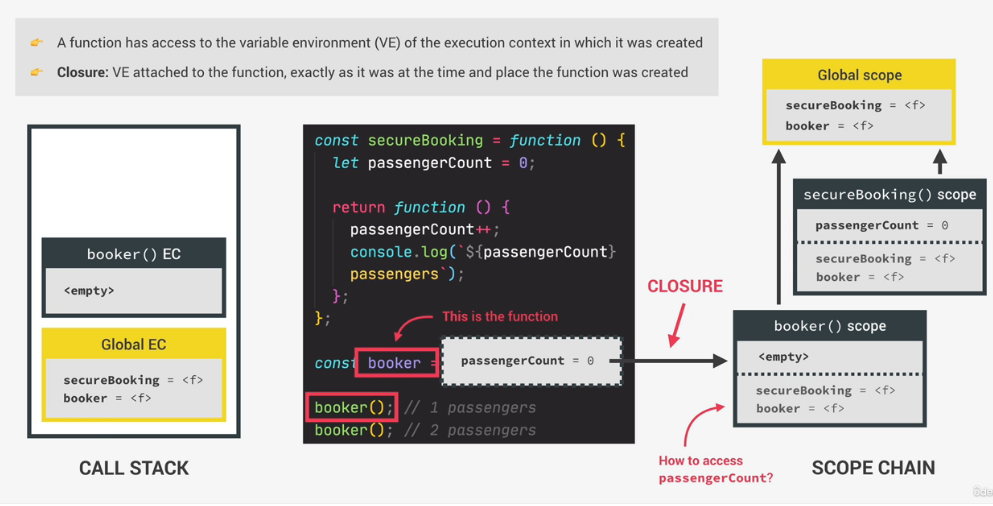 👉 A function has access to the variable environment (VE) of the execution context in which it was created
👉 Closure: VE attached to the function, exactly as it was at the time and place the function was created
booker() EC
<empty>
Global EC
secureBooking = <f>
booker = <f>
CALL STACK
const secureBooking = function () {
let passengerCount = 0;
return function () {
passengerCount++;
console.log(`${passengerCount}
passengers`);
};
};
This is the function
const booker =
passengerCount = 0
booker(); // 1 passengers
booker(); // 2 passengers
CLOSURE
Global scope
secureBooking = <f>
booker = <f>
secureBooking() scope
passengerCount = 0
secureBooking = <f>
booker = <f>
booker() scope
<empty>
secureBooking = <f>
booker = <f>
How to access
passengerCount?
SCOPE CHAIN